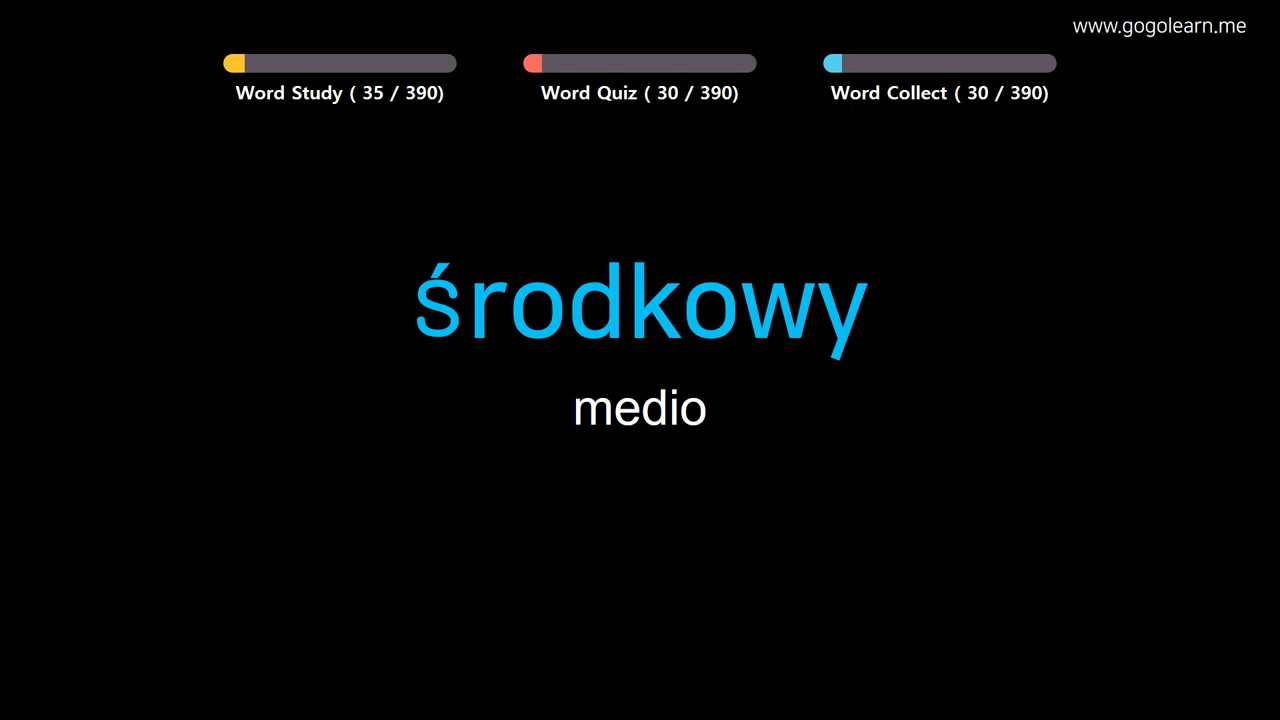 www.gogolearn.me
Word Study ( 35 / 390)
Word Quiz ( 30 / 390)
Word Collect ( 30 / 390)
środkowy
medio